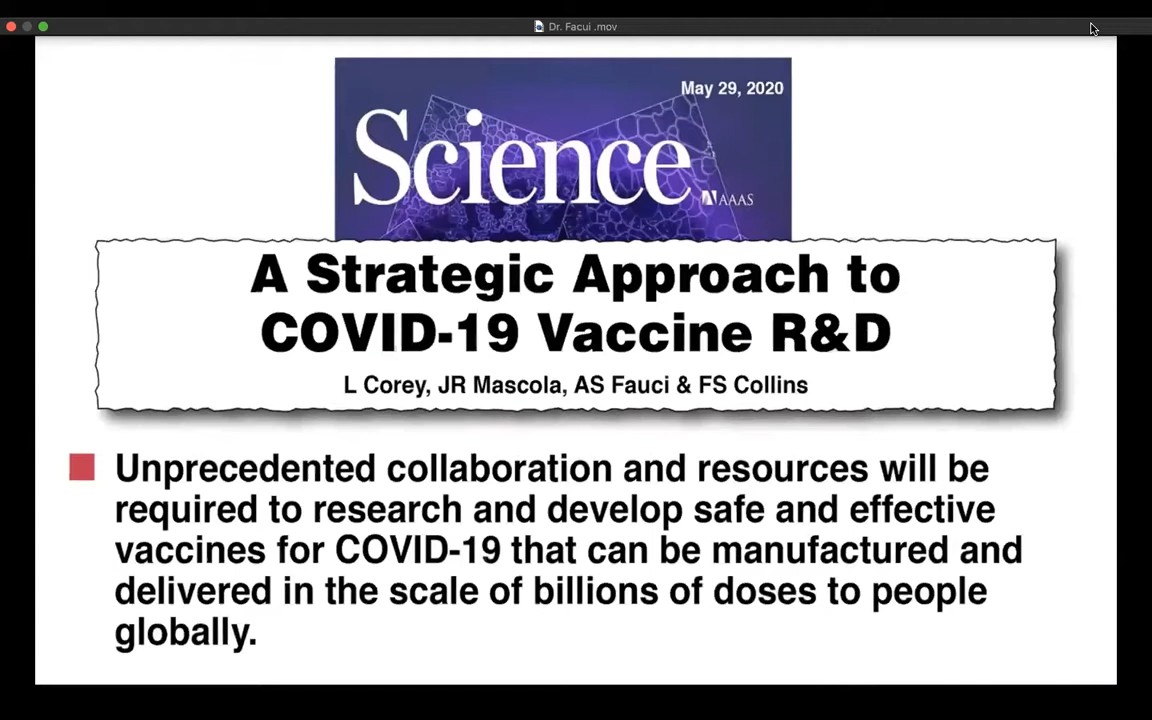 Dr. Facui .mov
May 29, 2020
Science
AAAS
A Strategic Approach to
COVID-19 Vaccine R&D
L Corey, JR Mascola, AS Fauci & FS Collins
Unprecedented collaboration and resources will be
required to research and develop safe and effective
vaccines for COVID-19 that can be manufactured and
delivered in the scale of billions of doses to people
globally.